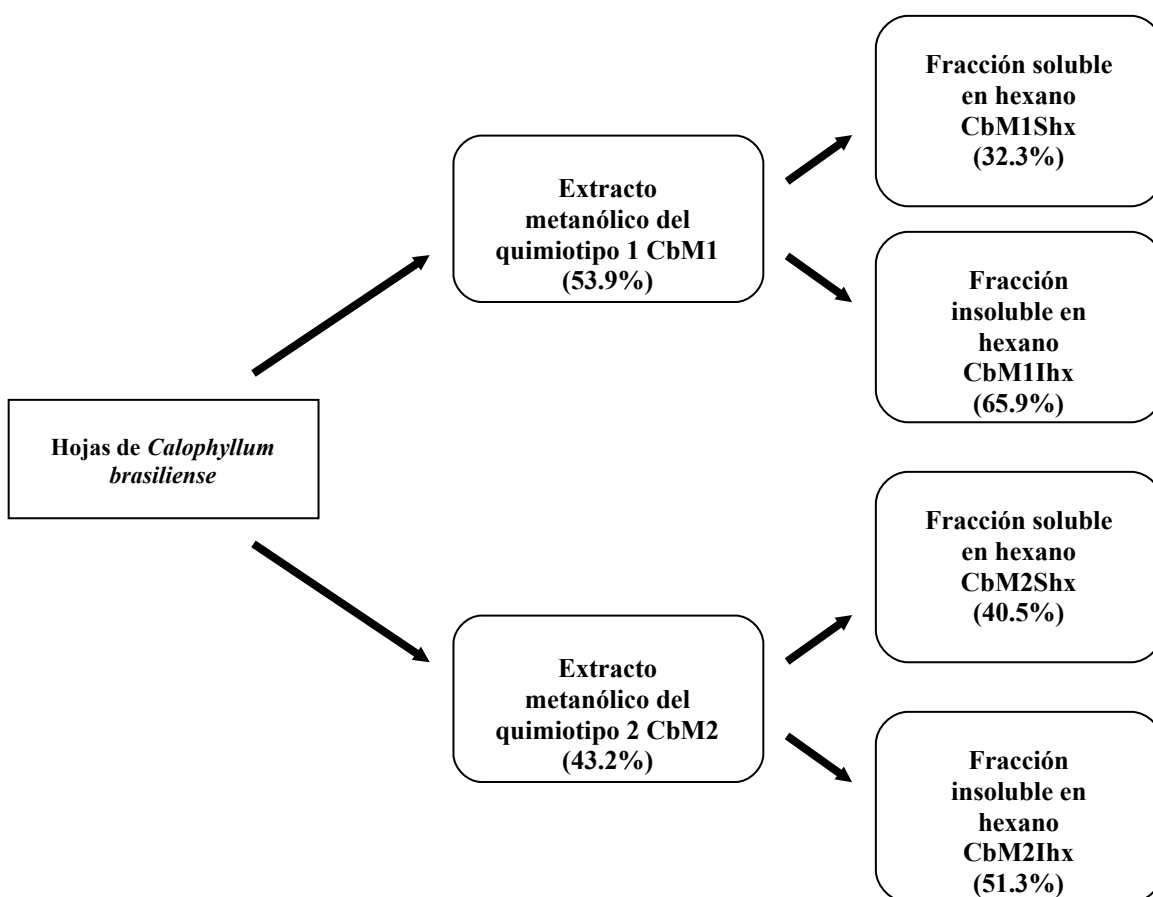 Hojas de Calophyllum
brasiliense
Extracto
metanólico del
quimiotipo 1 CbM1
(53.9%)
Extracto
metanólico del
quimiotipo 2 CbM2
(43.2%)
Fracción soluble
en hexano
CbM1Shx
(32.3%)
Fracción
insoluble en
hexano
CbM1Ihx
(65.9%)
Fracción soluble
en hexano
CbM2Shx
(40.5%)
Fracción
insoluble en
hexano
CbM2Ihx
(51.3%)